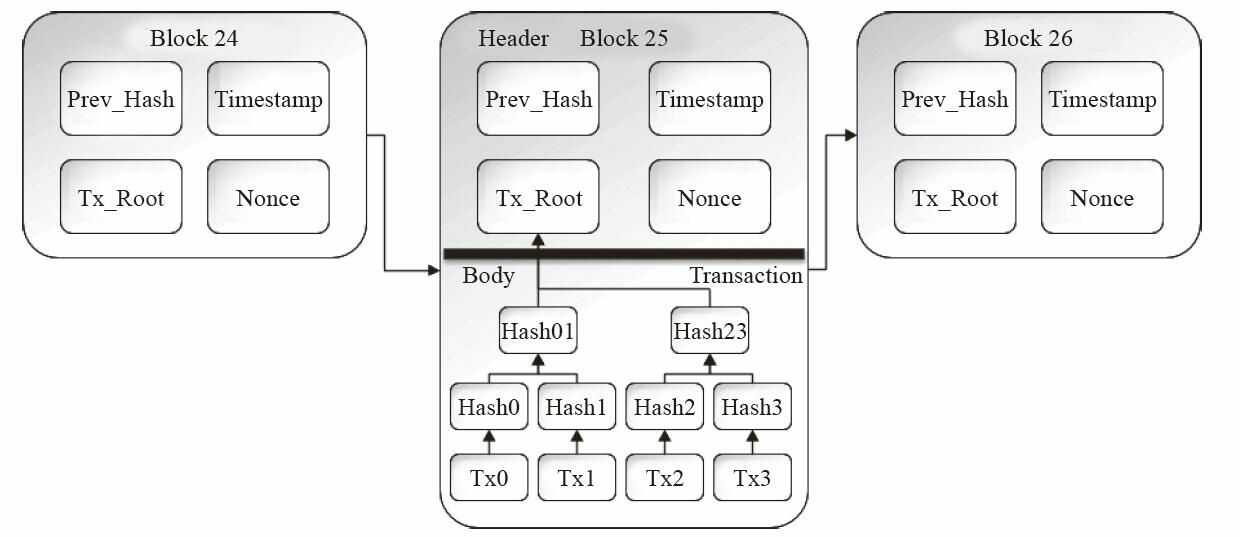 Block 24
Prev_Hash Timestamp
Tx_Root Nonce
Header Block 25
Prev_Hash Timestamp
Tx_Root Nonce
Body Transaction
Hash01 Hash23
Hash0 Hash1 Hash2 Hash3
Tx0 Tx1 Tx2 Tx3
Block 26
Prev_Hash Timestamp
Tx_Root Nonce